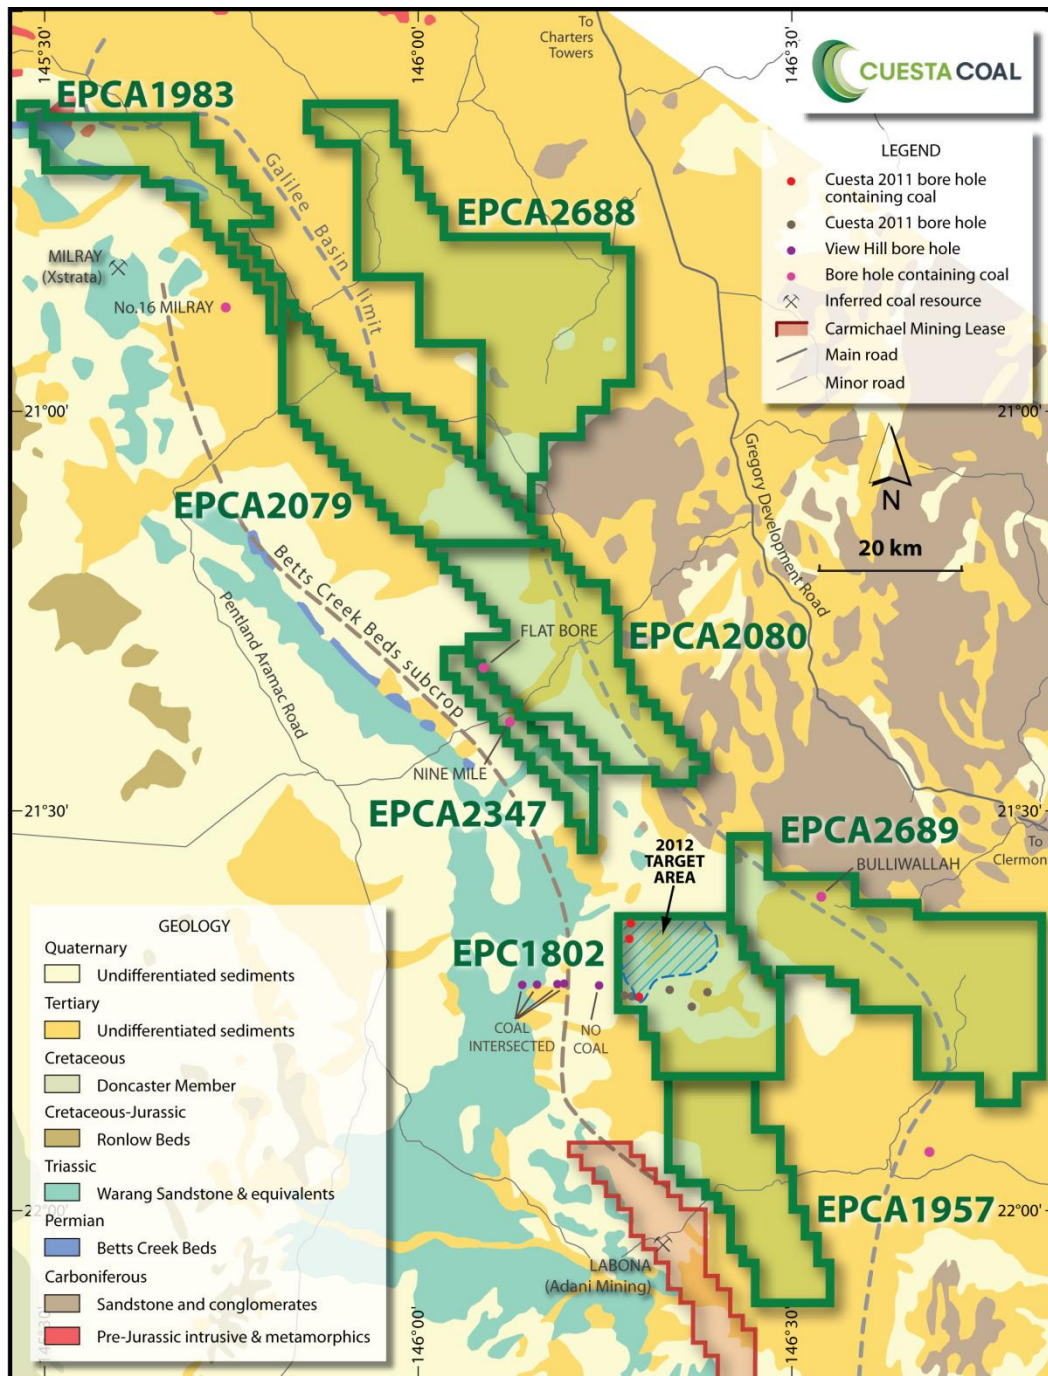 145°30'
146°00'
To
Charters
Towers
146°30'
CUESTA COAL
EPCA1983
LEGEND
Cuesta 2011 bore hole
containing coal
Cuesta 2011 bore hole
View Hill bore hole
Bore hole containing coal
Inferred coal resource
Carmichael Mining Lease
Main road
Minor road
Galilee Basin limit
EPCA2688
MILRAY
(Xstrata)
No.16 MILRAY
21°00'
21°00'
Gregory Development Road
N
20 km
EPCA2079
Betts Creek Beds subcrop
Pentland Aramac Road
FLAT BORE
EPCA2080
NINE MILE
EPCA2347
21°30'
21°30'
To
Clermon
EPCA2689
BULLIWALLAH
2012
TARGET
AREA
EPC1802
COAL
INTERSECTED
NO
COAL
GEOLOGY
Quaternary
Undifferentiated sediments
Tertiary
Undifferentiated sediments
Cretaceous
Doncaster Member
Cretaceous-Jurassic
Ronlow Beds
Triassic
Warang Sandstone & equivalents
Permian
Betts Creek Beds
Carboniferous
Sandstone and conglomerates
Pre-Jurassic intrusive & metamorphics
EPCA1957
22°00'
22°00'
LABONA
(Adani Mining)
145°30'
146°00'
146°30'